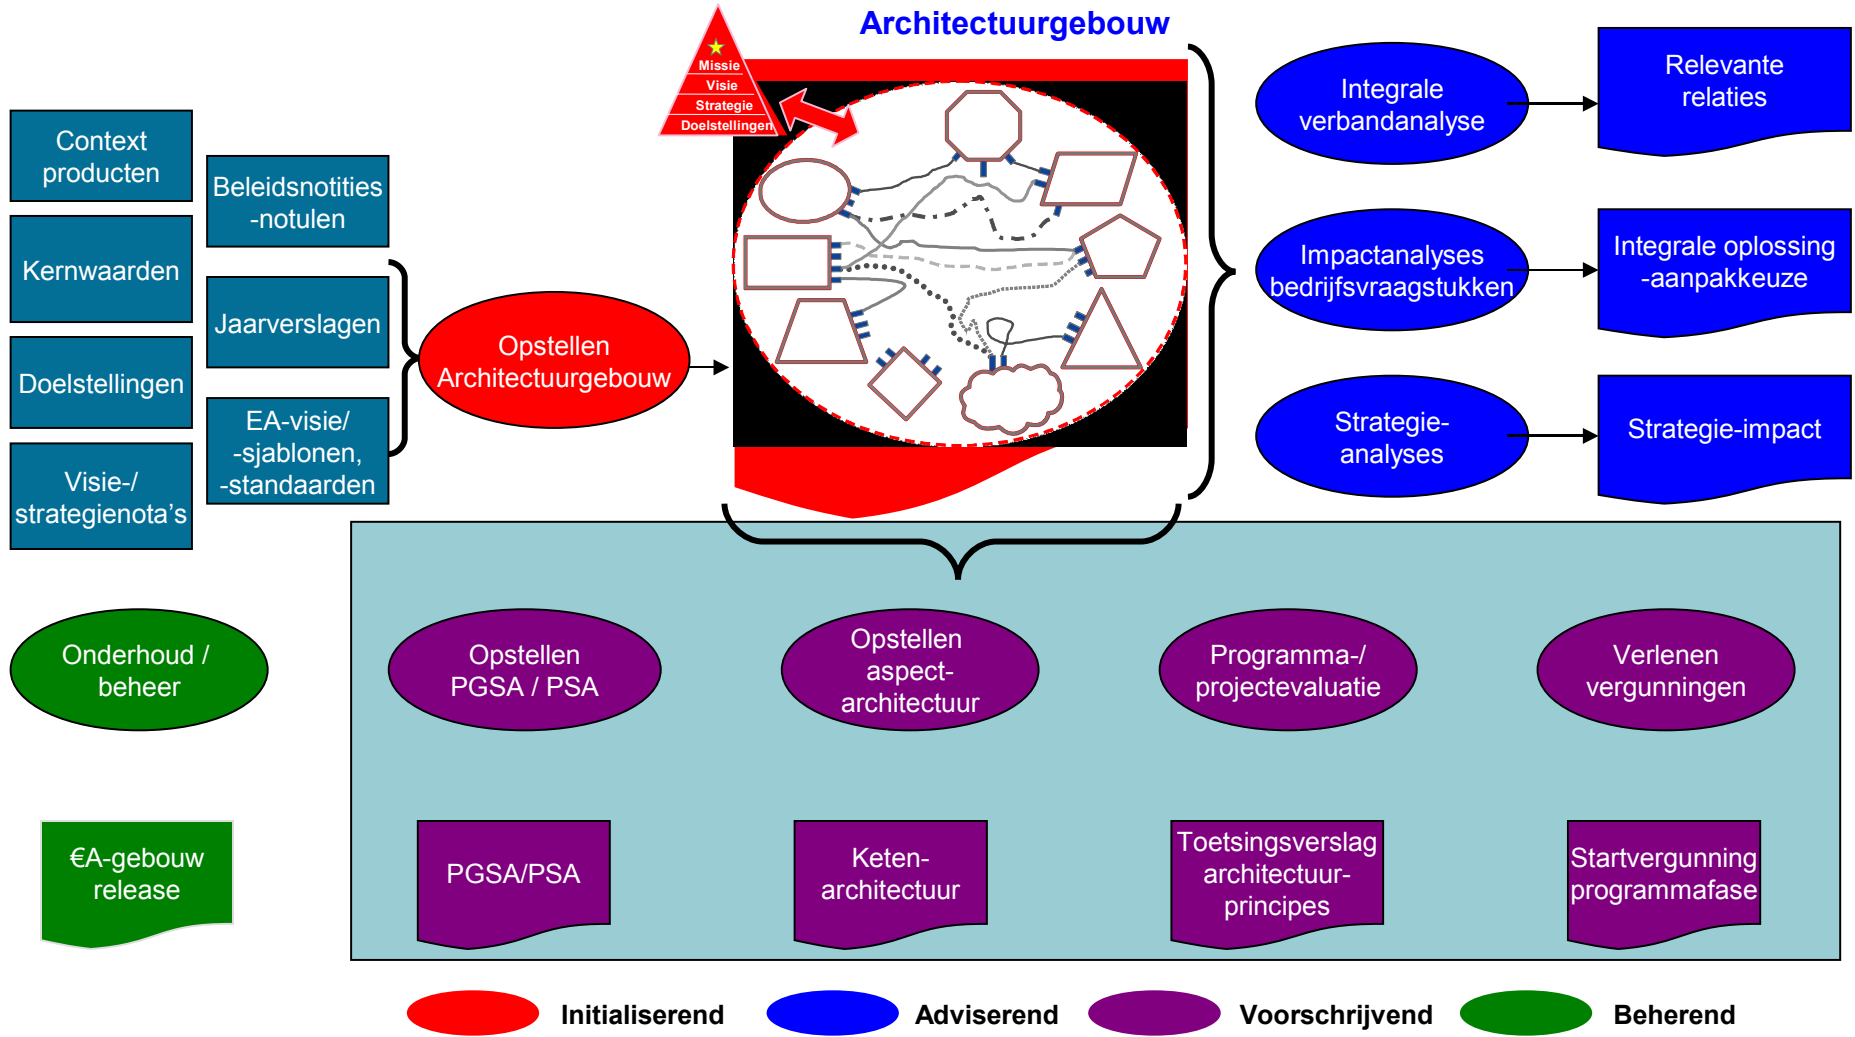 Architectuurgebouw
Missie
Visie
Strategie
Doelstellingen
Context
producten
Kernwaarden
Doelstellingen
Visie-/
strategienota’s
Beleidsnotities
-notulen
Jaarverslagen
EA-visie/
-sjablonen,
-standaarden
Opstellen
Architectuurgebouw
Integrale
verbandanalyse
Relevante
relaties
Impactanalyses
bedrijfsvraagstukken
Integrale oplossing
-aanpakkeuze
Strategie-
analyses
Strategie-impact
Onderhoud /
beheer
Opstellen
PGSA / PSA
Opstellen
aspect-
architectuur
Programma-/
projectevaluatie
Verlenen
vergunningen
€A-gebouw
release
PGSA/PSA
Keten-
architectuur
Toetsingsverslag
architectuur-
principes
Startvergunning
programmafase
Initialiserend
Adviserend
Voorschrijvend
Beherend